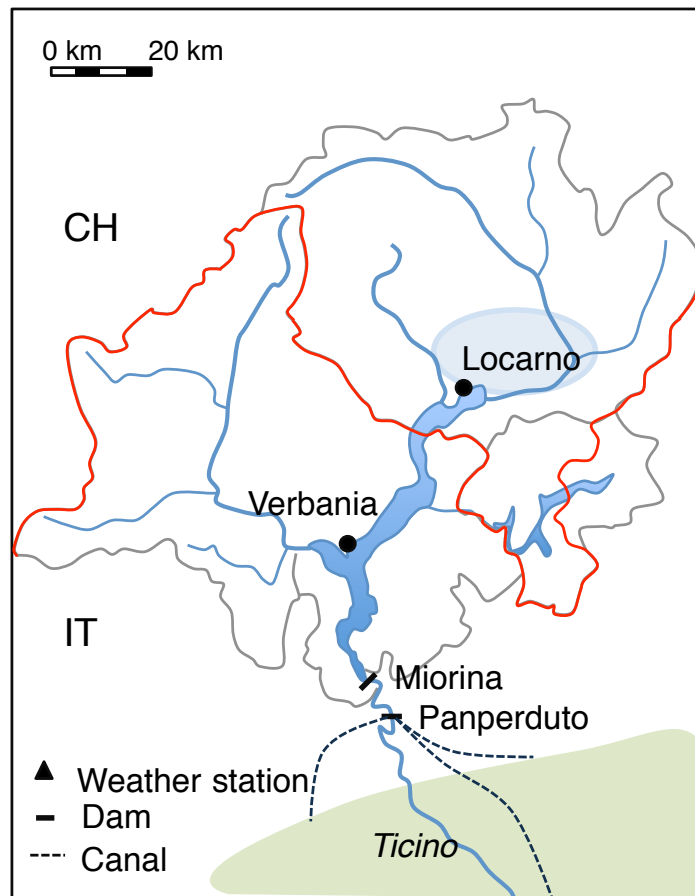 0 km 20 km
CH
Locarno
Verbania
IT
Miorina
Panperduto
Weather station
Dam
Canal
Ticino